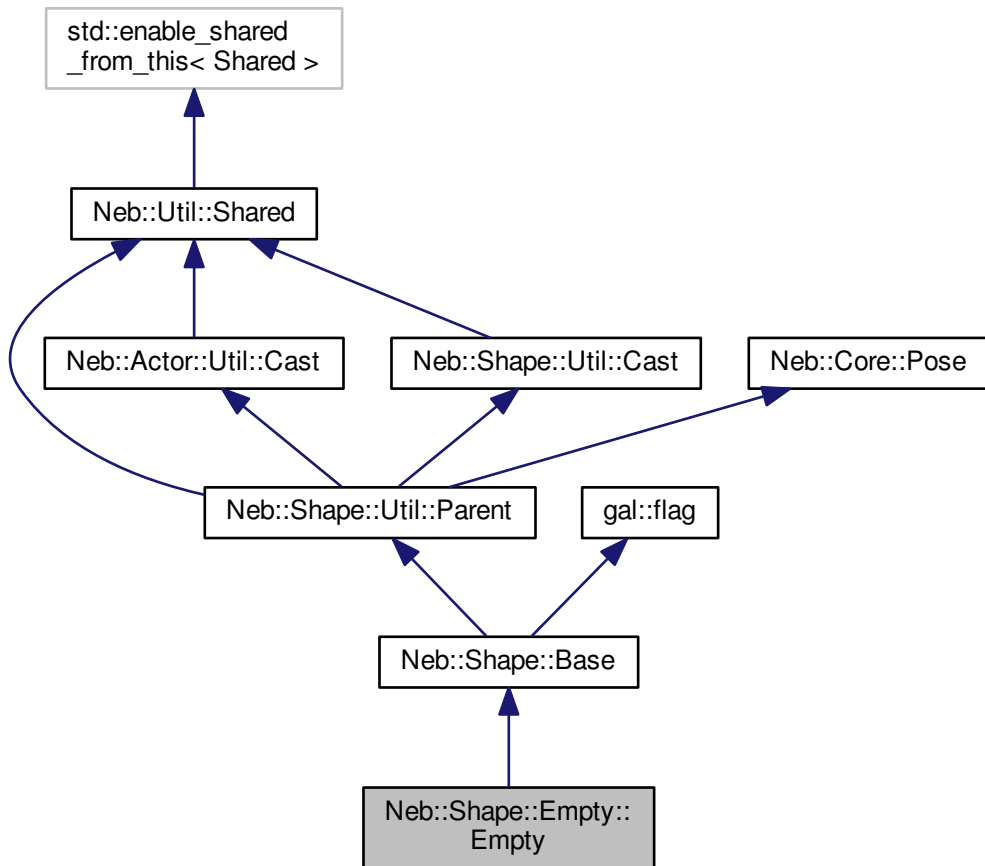 std::enable_shared
_from_this< Shared >
Neb::Util::Shared
Neb::Actor::Util::Cast
Neb::Shape::Util::Cast
Neb::Core::Pose
Neb::Shape::Util::Parent
gal::flag
Neb::Shape::Base
Neb::Shape::Empty::
Empty